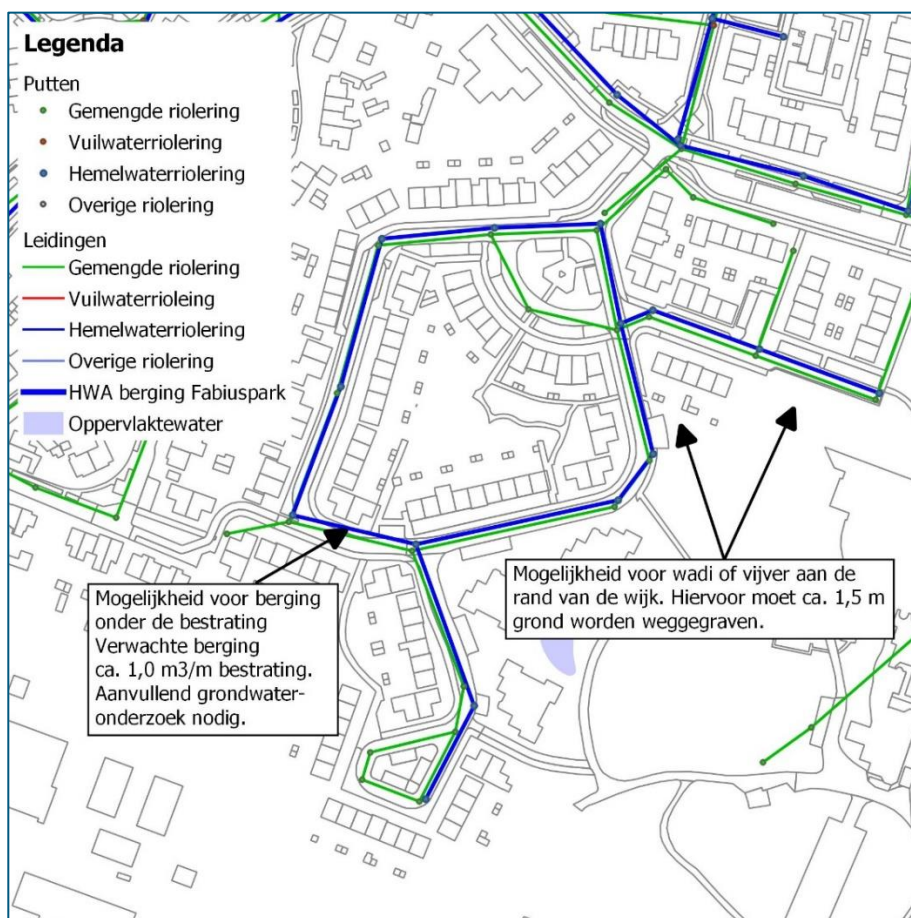 Legenda
Putten
Gemengde riolering
Vuilwaterriolering
Hemelwaterriolering
Overige riolering
Leidingen
Gemengde riolering
Vuilwaterrioleing
Hemelwaterriolering
Overige riolering
HWA berging Fabiuspark
Oppervlaktewater
Mogelijkheid voor berging
onder de bestrating
Verwachte berging
ca. 1,0 m3/m bestrating.
Aanvullend grondwater-
onderzoek nodig.
Mogelijkheid voor wadi of vijver aan de
rand van de wijk. Hiervoor moet ca. 1,5 m
grond worden weggegraven.